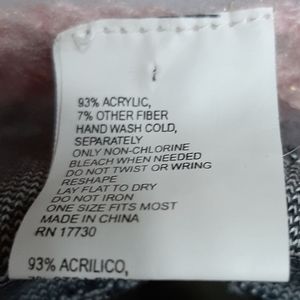 93% ACRYLIC,
7% OTHER FIBER
HAND WASH COLD,
SEPARATELY
ONLY NON-CHLORINE
BLEACH WHEN NEEDED
DO NOT TWIST OR WRING
RESHAPE
LAY FLAT TO DRY
DO NOT IRON
ONE SIZE FITS MOST
MADE IN CHINA
RN 17730
93% ACRILICO,